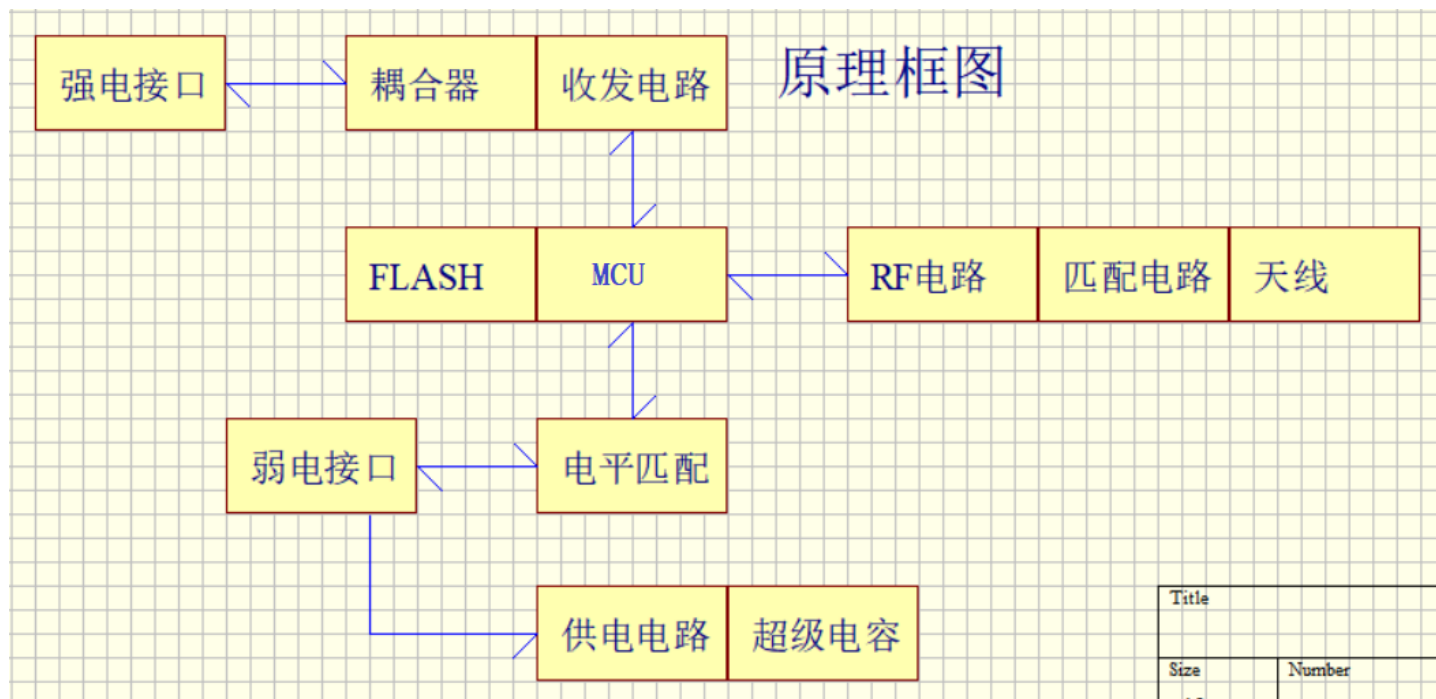 强电接口
耦合器
收发电路
原理框图
FLASH
MCU
RF电路
匹配电路
天线
弱电接口
电平匹配
供电电路
超级电容
Title
Size
Number